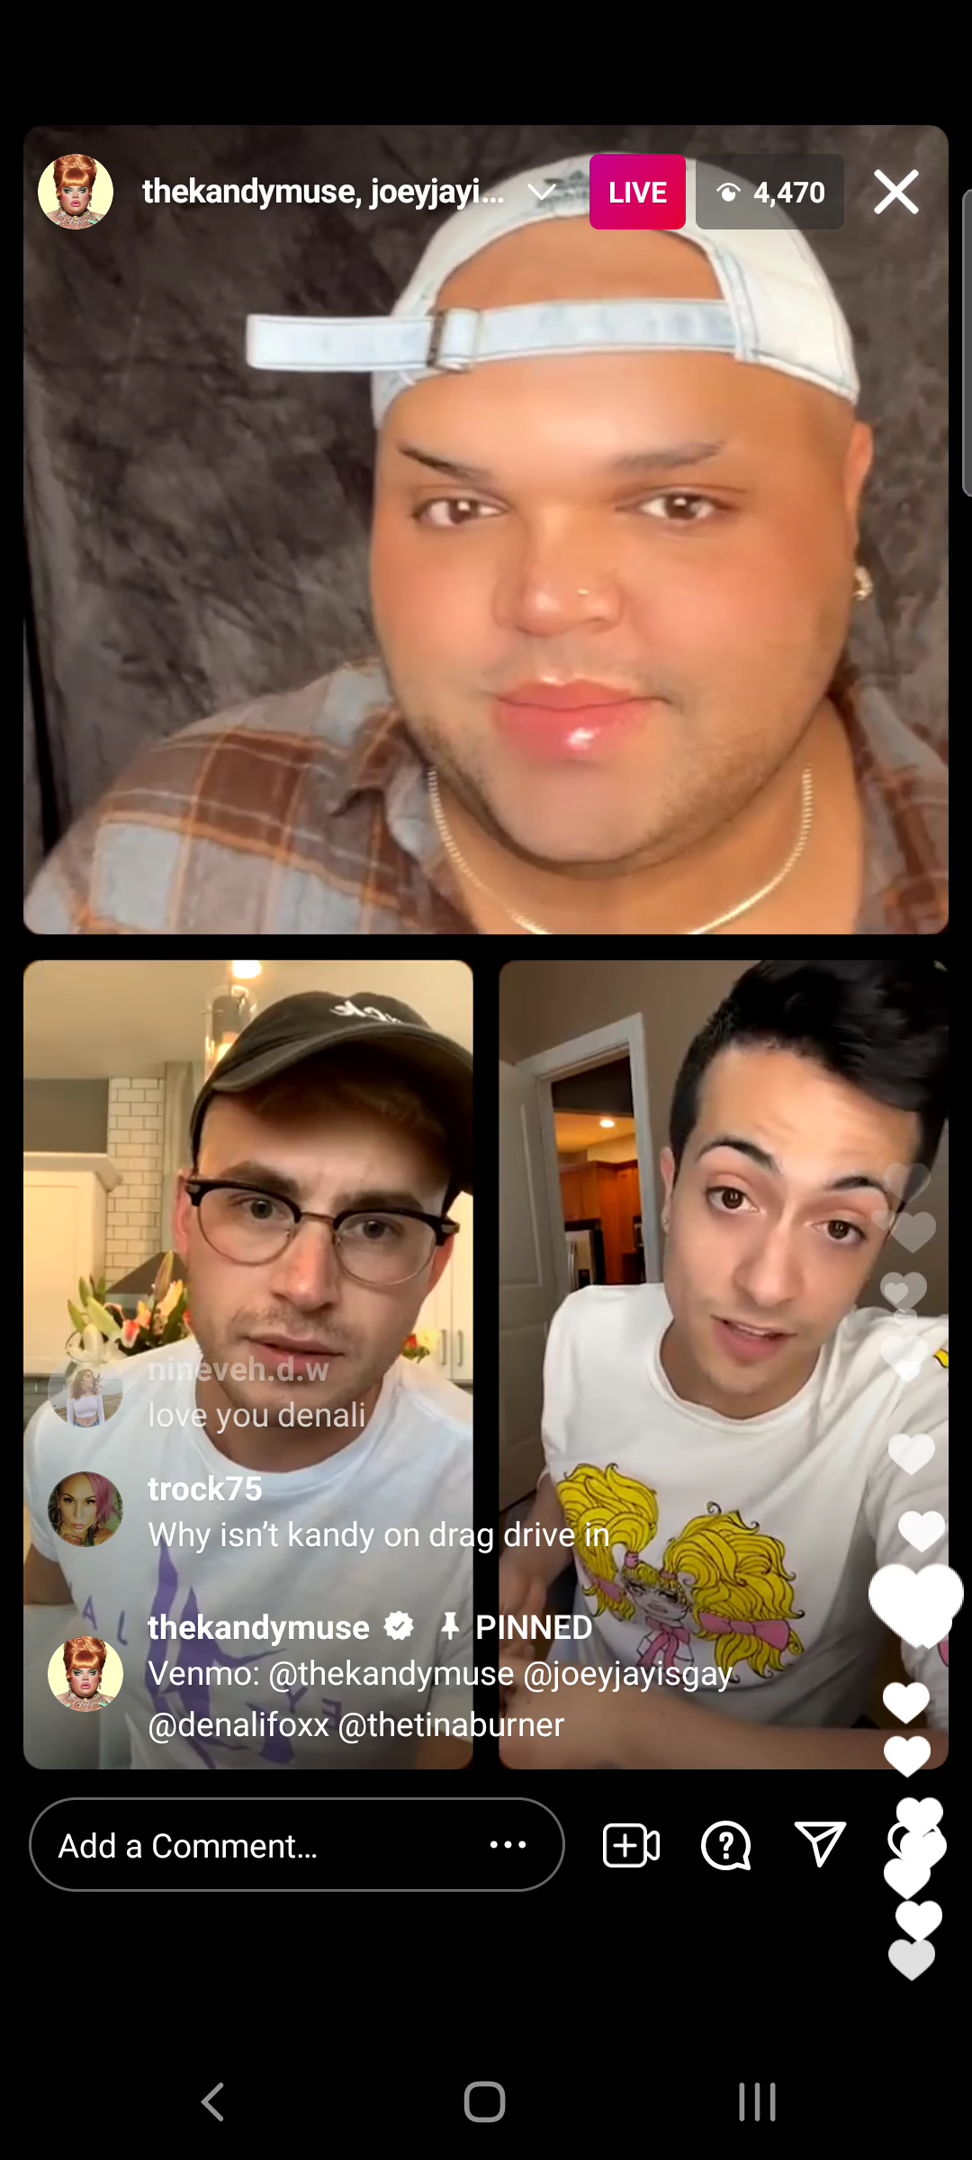 thekandymuse, joeyjayi...
LIVE
4,470
nineveh.d.w
love you denali
trock75
Why isn’t kandy on drag drive in
thekandymuse PINNED
Venmo: @thekandymuse @joeyjayisgay
@denalifoxx @thetinaburner
Add a Comment...